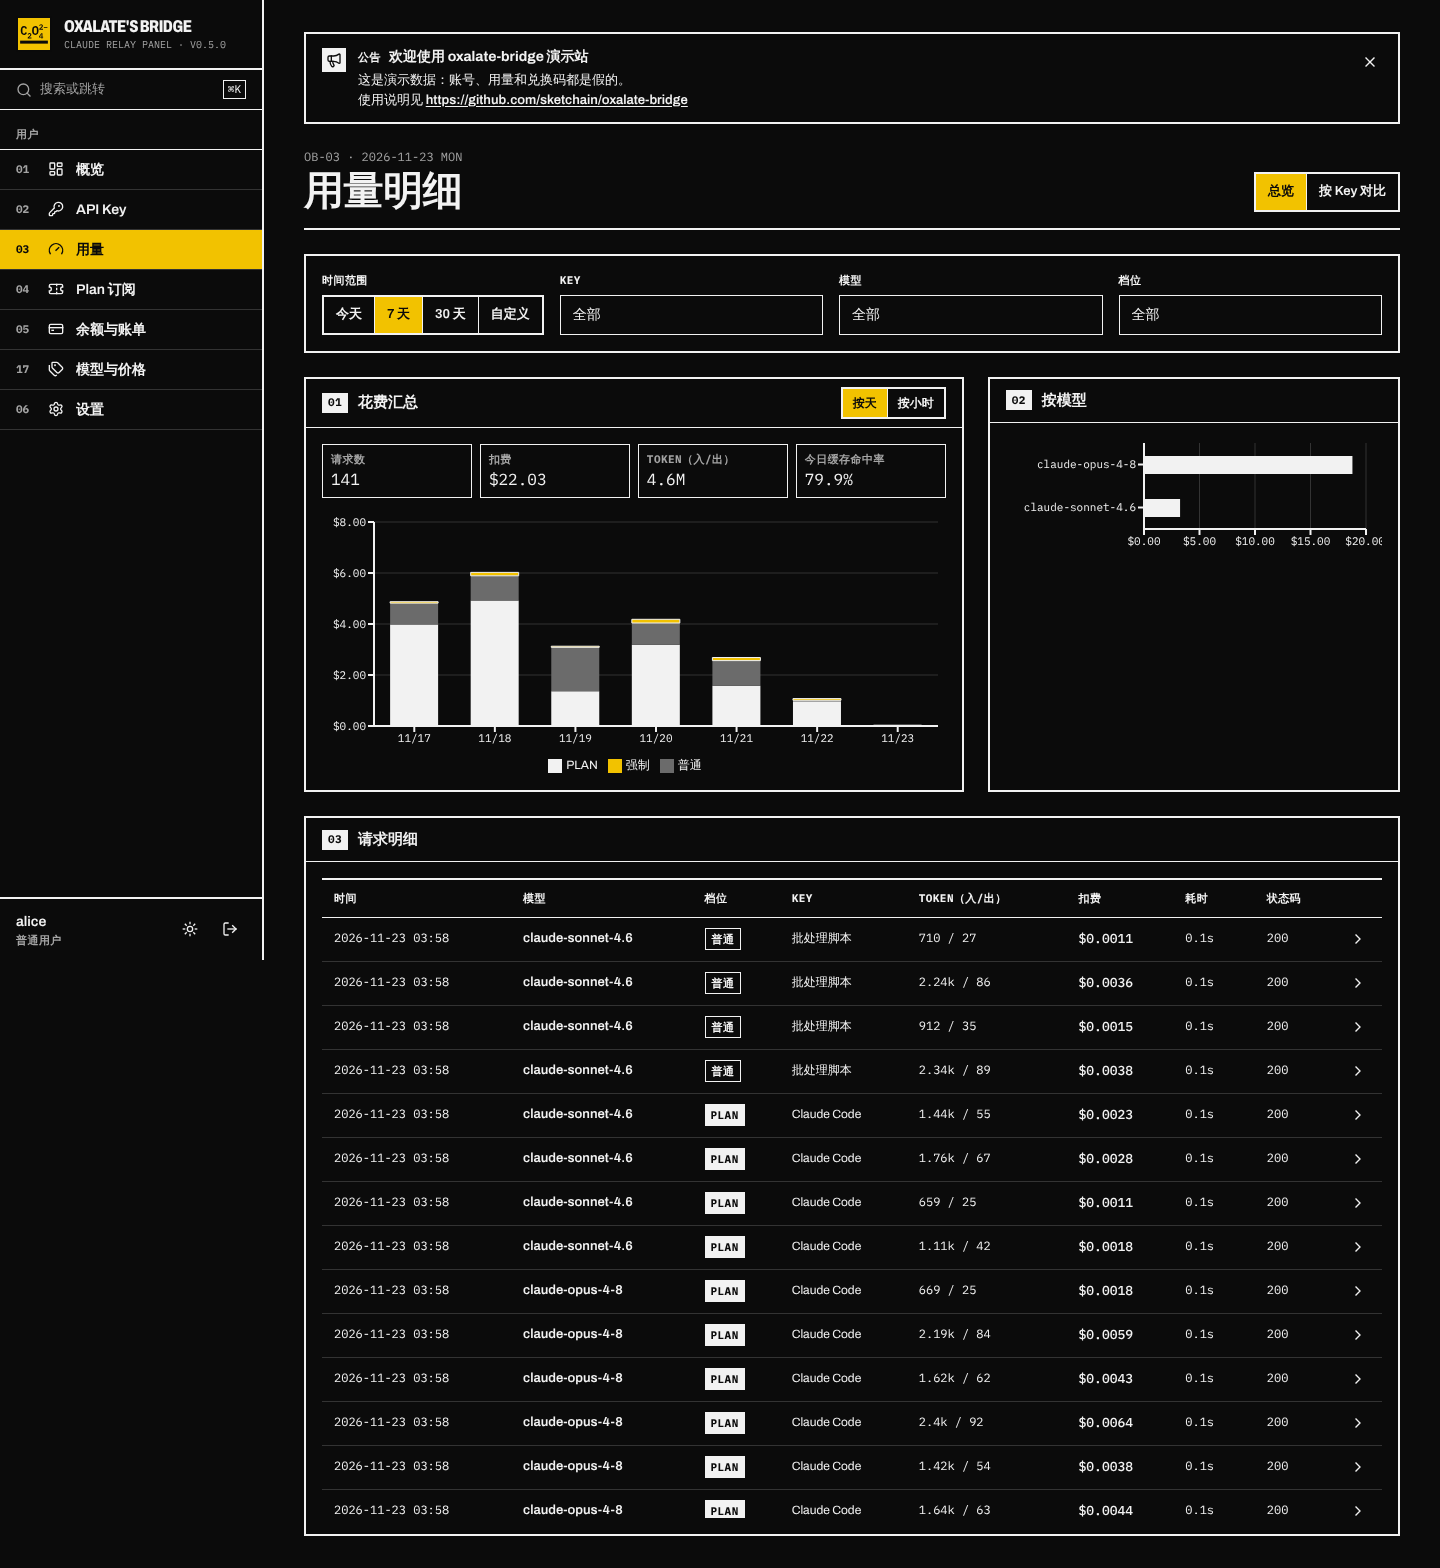 C₂O₄²⁻
OXALATE'S BRIDGE
CLAUDE RELAY PANEL · V0.5.0
搜索或跳转 ⌘K
用户
01 概览
02 API Key
03 用量
04 Plan 订阅
05 余额与账单
17 模型与价格
06 设置
alice
普通用户
公告 欢迎使用 oxalate-bridge 演示站
这是演示数据：账号、用量和兑换码都是假的。
使用说明见 https://github.com/sketchain/oxalate-bridge
OB-03 · 2026-11-23 MON
用量明细
总览 按 Key 对比
时间范围 KEY 模型 档位
今天 7 天 30 天 自定义 全部 全部 全部
01 花费汇总 按天 按小时
请求数 扣费 TOKEN（入/出） 今日缓存命中率
141 $22.03 4.6M 79.9%
$8.00
$6.00
$4.00
$2.00
$0.00
11/17 11/18 11/19 11/20 11/21 11/22 11/23
PLAN 强制 普通
02 按模型
claude-opus-4-8
claude-sonnet-4.6
$0.00 $5.00 $10.00 $15.00 $20.00
03 请求明细
时间 模型 档位 KEY TOKEN（入/出） 扣费 耗时 状态码
2026-11-23 03:58 claude-sonnet-4.6 普通 批处理脚本 710 / 27 $0.0011 0.1s 200
2026-11-23 03:58 claude-sonnet-4.6 普通 批处理脚本 2.24k / 86 $0.0036 0.1s 200
2026-11-23 03:58 claude-sonnet-4.6 普通 批处理脚本 912 / 35 $0.0015 0.1s 200
2026-11-23 03:58 claude-sonnet-4.6 普通 批处理脚本 2.34k / 89 $0.0038 0.1s 200
2026-11-23 03:58 claude-sonnet-4.6 PLAN Claude Code 1.44k / 55 $0.0023 0.1s 200
2026-11-23 03:58 claude-sonnet-4.6 PLAN Claude Code 1.76k / 67 $0.0028 0.1s 200
2026-11-23 03:58 claude-sonnet-4.6 PLAN Claude Code 659 / 25 $0.0011 0.1s 200
2026-11-23 03:58 claude-sonnet-4.6 PLAN Claude Code 1.11k / 42 $0.0018 0.1s 200
2026-11-23 03:58 claude-opus-4-8 PLAN Claude Code 669 / 25 $0.0018 0.1s 200
2026-11-23 03:58 claude-opus-4-8 PLAN Claude Code 2.19k / 84 $0.0059 0.1s 200
2026-11-23 03:58 claude-opus-4-8 PLAN Claude Code 1.62k / 62 $0.0043 0.1s 200
2026-11-23 03:58 claude-opus-4-8 PLAN Claude Code 2.4k / 92 $0.0064 0.1s 200
2026-11-23 03:58 claude-opus-4-8 PLAN Claude Code 1.42k / 54 $0.0038 0.1s 200
2026-11-23 03:58 claude-opus-4-8 PLAN Claude Code 1.64k / 63 $0.0044 0.1s 200